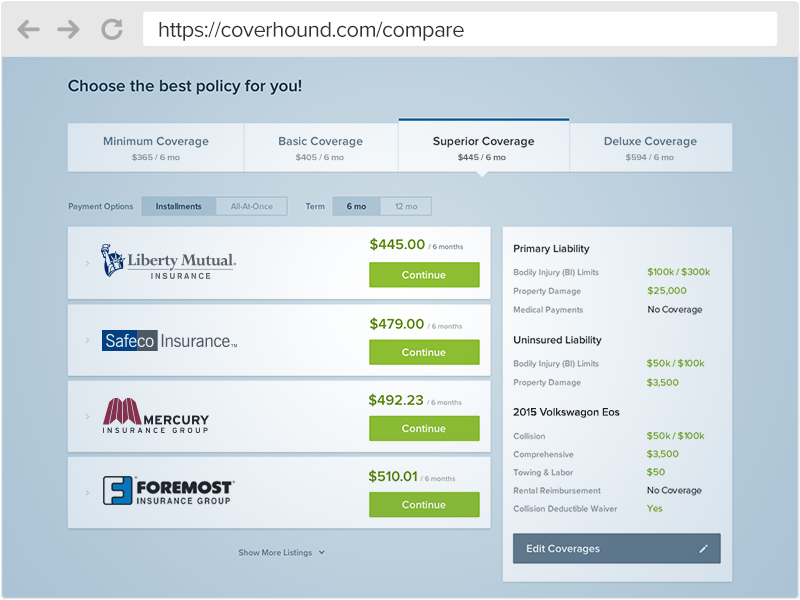 https://coverhound.com/compare
Choose the best policy for you!
Minimum Coverage
$365 / 6 mo
Basic Coverage
$405 / 6 mo
Superior Coverage
$445 / 6 mo
Deluxe Coverage
$594 / 6 mo
Payment Options Installments All-At-Once Term 6 mo 12 mo
Liberty Mutual.
INSURANCE
$445.00 / 6 months
Continue
Safeco Insurance™
$479.00 / 6 months
Continue
MERCURY
INSURANCE GROUP
$492.23 / 6 months
Continue
FOREMOST®
INSURANCE GROUP
$510.01 / 6 months
Continue
Show More Listings
Primary Liability
Bodily Injury (BI) Limits $100k / $300k
Property Damage $25,000
Medical Payments No Coverage
Uninsured Liability
Bodily Injury (BI) Limits $50k / $100k
Property Damage $3,500
2015 Volkswagon Eos
Collision $50k / $100k
Comprehensive $3,500
Towing & Labor $50
Rental Reimbursement No Coverage
Collision Deductible Waiver Yes
Edit Coverages